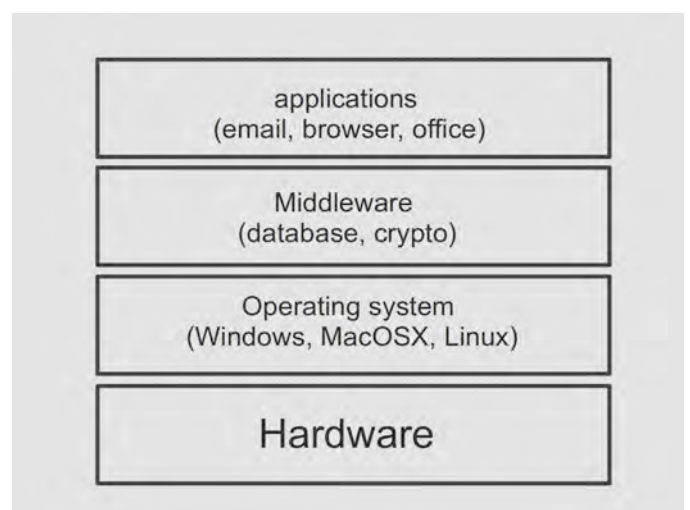 applications
(email, browser, office)
Middleware
(database, crypto)
Operating system
(Windows, MacOSX, Linux)
Hardware